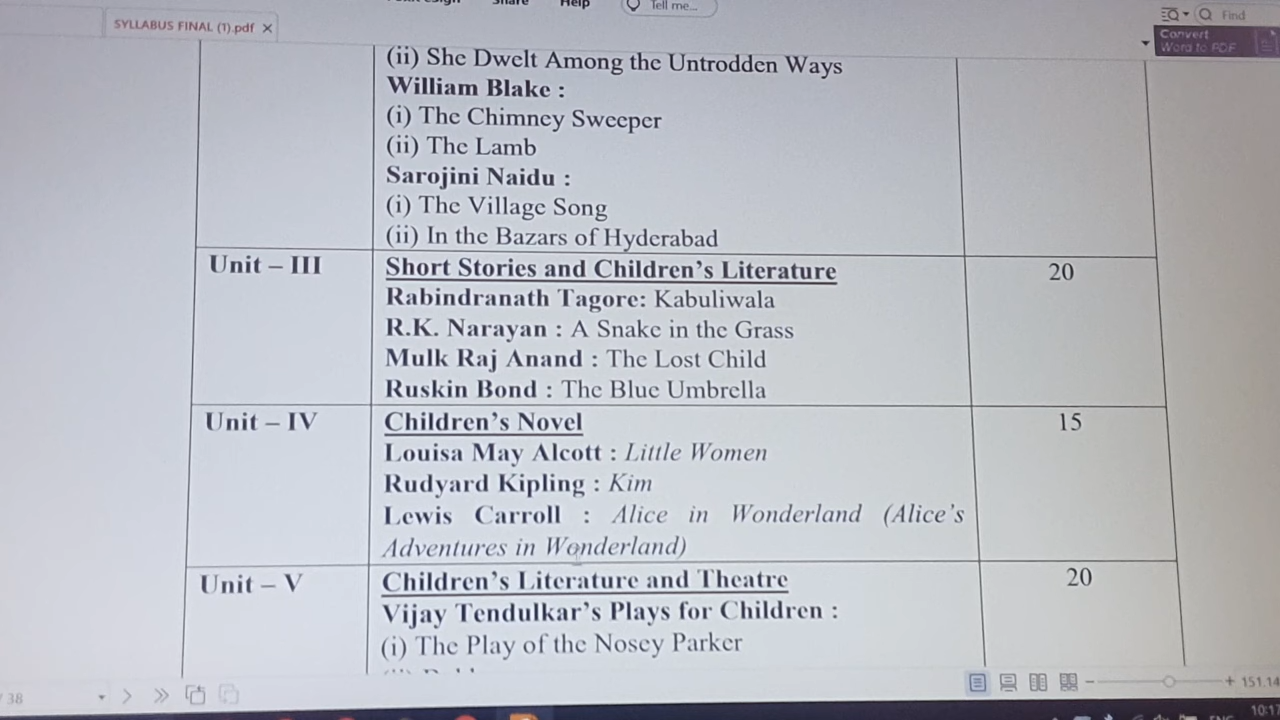 Share
Help
Tell me...
SYLLABUS FINAL (1).pdf
Find
Convert
Word to PDF
(ii) She Dwelt Among the Untrodden Ways
William Blake :
(i) The Chimney Sweeper
(ii) The Lamb
Sarojini Naidu :
(i) The Village Song
(ii) In the Bazars of Hyderabad
Unit – III
Short Stories and Children's Literature
20
Rabindranath Tagore: Kabuliwala
R.K. Narayan : A Snake in the Grass
Mulk Raj Anand : The Lost Child
Ruskin Bond : The Blue Umbrella
Unit – IV
Children's Novel
15
Louisa May Alcott : Little Women
Rudyard Kipling : Kim
Lewis Carroll : Alice in Wonderland (Alice's
Adventures in Wonderland)
Unit – V
Children's Literature and Theatre
20
Vijay Tendulkar's Plays for Children :
(i) The Play of the Nosey Parker
/ 38
151.14
10:17